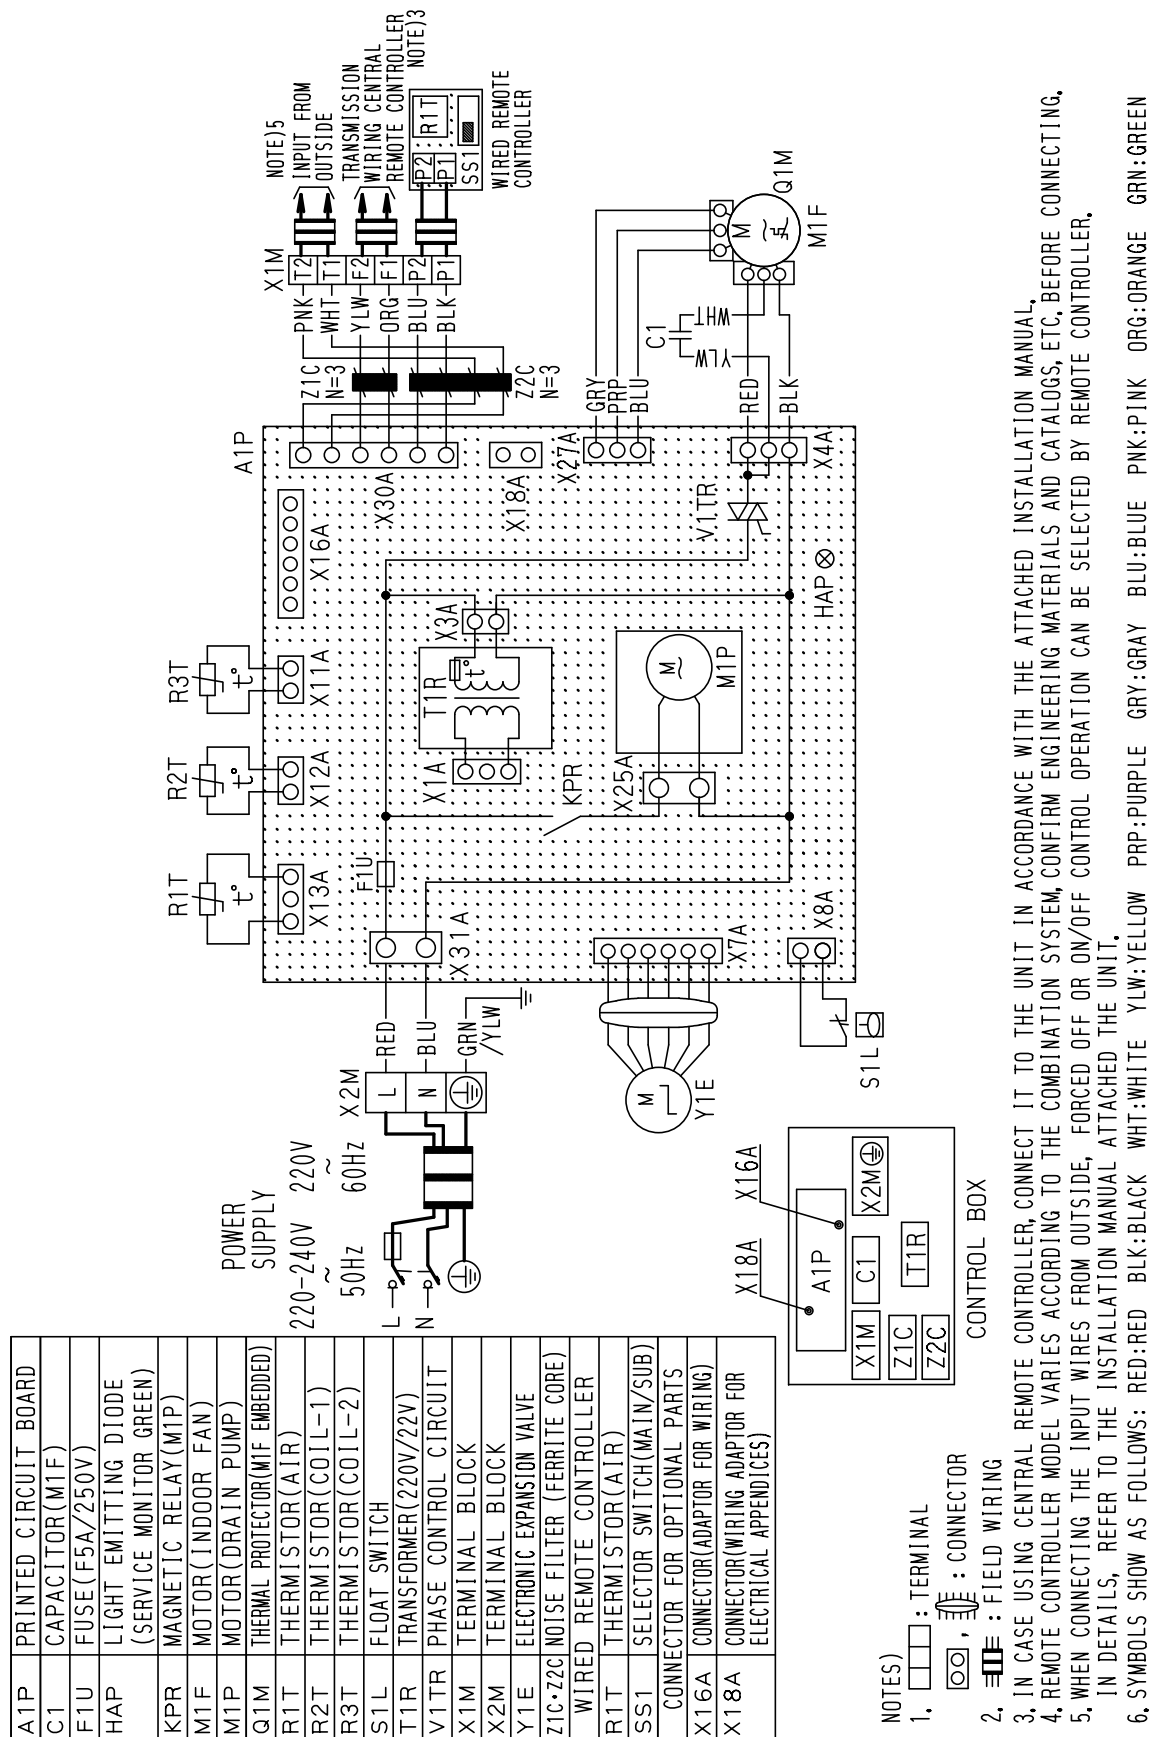 A1P PRINTED CIRCUIT BOARD
C1 CAPACITOR(M1F)
F1U FUSE(F5A/250V)
HAP LIGHT EMITTING DIODE
(SERVICE MONITOR GREEN)
KPR MAGNETIC RELAY(M1P)
M1F MOTOR(INDOOR FAN)
M1P MOTOR(DRAIN PUMP)
Q1M THERMAL PROTECTOR(M1F EMBEDDED)
R1T THERMISTOR(AIR)
R2T THERMISTOR(COIL-1)
R3T THERMISTOR(COIL-2)
S1L FLOAT SWITCH
T1R TRANSFORMER(220V/22V)
V1TR PHASE CONTROL CIRCUIT
X1M TERMINAL BLOCK
X2M TERMINAL BLOCK
Y1E ELECTRONIC EXPANSION VALVE
Z1C·Z2C NOISE FILTER (FERRITE CORE)
WIRED REMOTE CONTROLLER
R1T THERMISTOR(AIR)
SS1 SELECTOR SWITCH(MAIN/SUB)
CONNECTOR FOR OPTIONAL PARTS
X16A CONNECTOR(ADAPTOR FOR WIRING)
X18A CONNECTOR(WIRING ADAPTOR FOR
ELECTRICAL APPENDICES)
POWER
SUPPLY
220-240V 220V
~ ~
50Hz 60Hz
L
N
X2M
L
N
RED
BLU
GRN
/YLW
R1T
t°
X13A
R2T
t°
X12A
R3T
t°
X11A
X16A
A1P
X30A
X18A
X27A
X4A
X31A
F1U
X1A
T1R
t°
X3A
KPR
X25A
M~
M1P
V1TR
HAP
X7A
X8A
M
Y1E
S1L
Z1C
N=3
Z2C
N=3
PNK
WHT
YLW
ORG
BLU
BLK
X1M
T2
T1
F2
F1
P2
P1
NOTE)5
INPUT FROM
OUTSIDE
TRANSMISSION
WIRING CENTRAL
REMOTE CONTROLLER
NOTE)3
P2
P1
R1T
SS1
WIRED REMOTE
CONTROLLER
GRY
PRP
BLU
RED
BLK
C1
YLW
WHT
M
~
Q1M
M1F
X18A
X16A
A1P
X1M
C1
X2M
Z1C
Z2C
T1R
CONTROL BOX
NOTES)
1. : TERMINAL
, : CONNECTOR
2. : FIELD WIRING
3. IN CASE USING CENTRAL REMOTE CONTROLLER, CONNECT IT TO THE UNIT IN ACCORDANCE WITH THE ATTACHED INSTALLATION MANUAL.
4. REMOTE CONTROLLER MODEL VARIES ACCORDING TO THE COMBINATION SYSTEM, CONFIRM ENGINEERING MATERIALS AND CATALOGS, ETC. BEFORE CONNECTING.
5. WHEN CONNECTING THE INPUT WIRES FROM OUTSIDE, FORCED OFF OR ON/OFF CONTROL OPERATION CAN BE SELECTED BY REMOTE CONTROLLER.
IN DETAILS, REFER TO THE INSTALLATION MANUAL ATTACHED THE UNIT.
6. SYMBOLS SHOW AS FOLLOWS: RED:RED BLK:BLACK WHT:WHITE YLW:YELLOW PRP:PURPLE GRY:GRAY BLU:BLUE PNK:PINK ORG:ORANGE GRN:GREEN